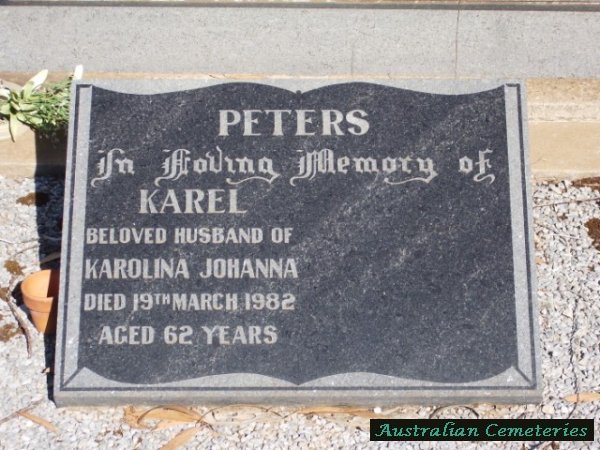 PETERS
In Loving Memory of
KAREL
BELOVED HUSBAND OF
KAROLINA JOHANNA
DIED 19TH MARCH 1982
AGED 62 YEARS
Australian Cemeteries